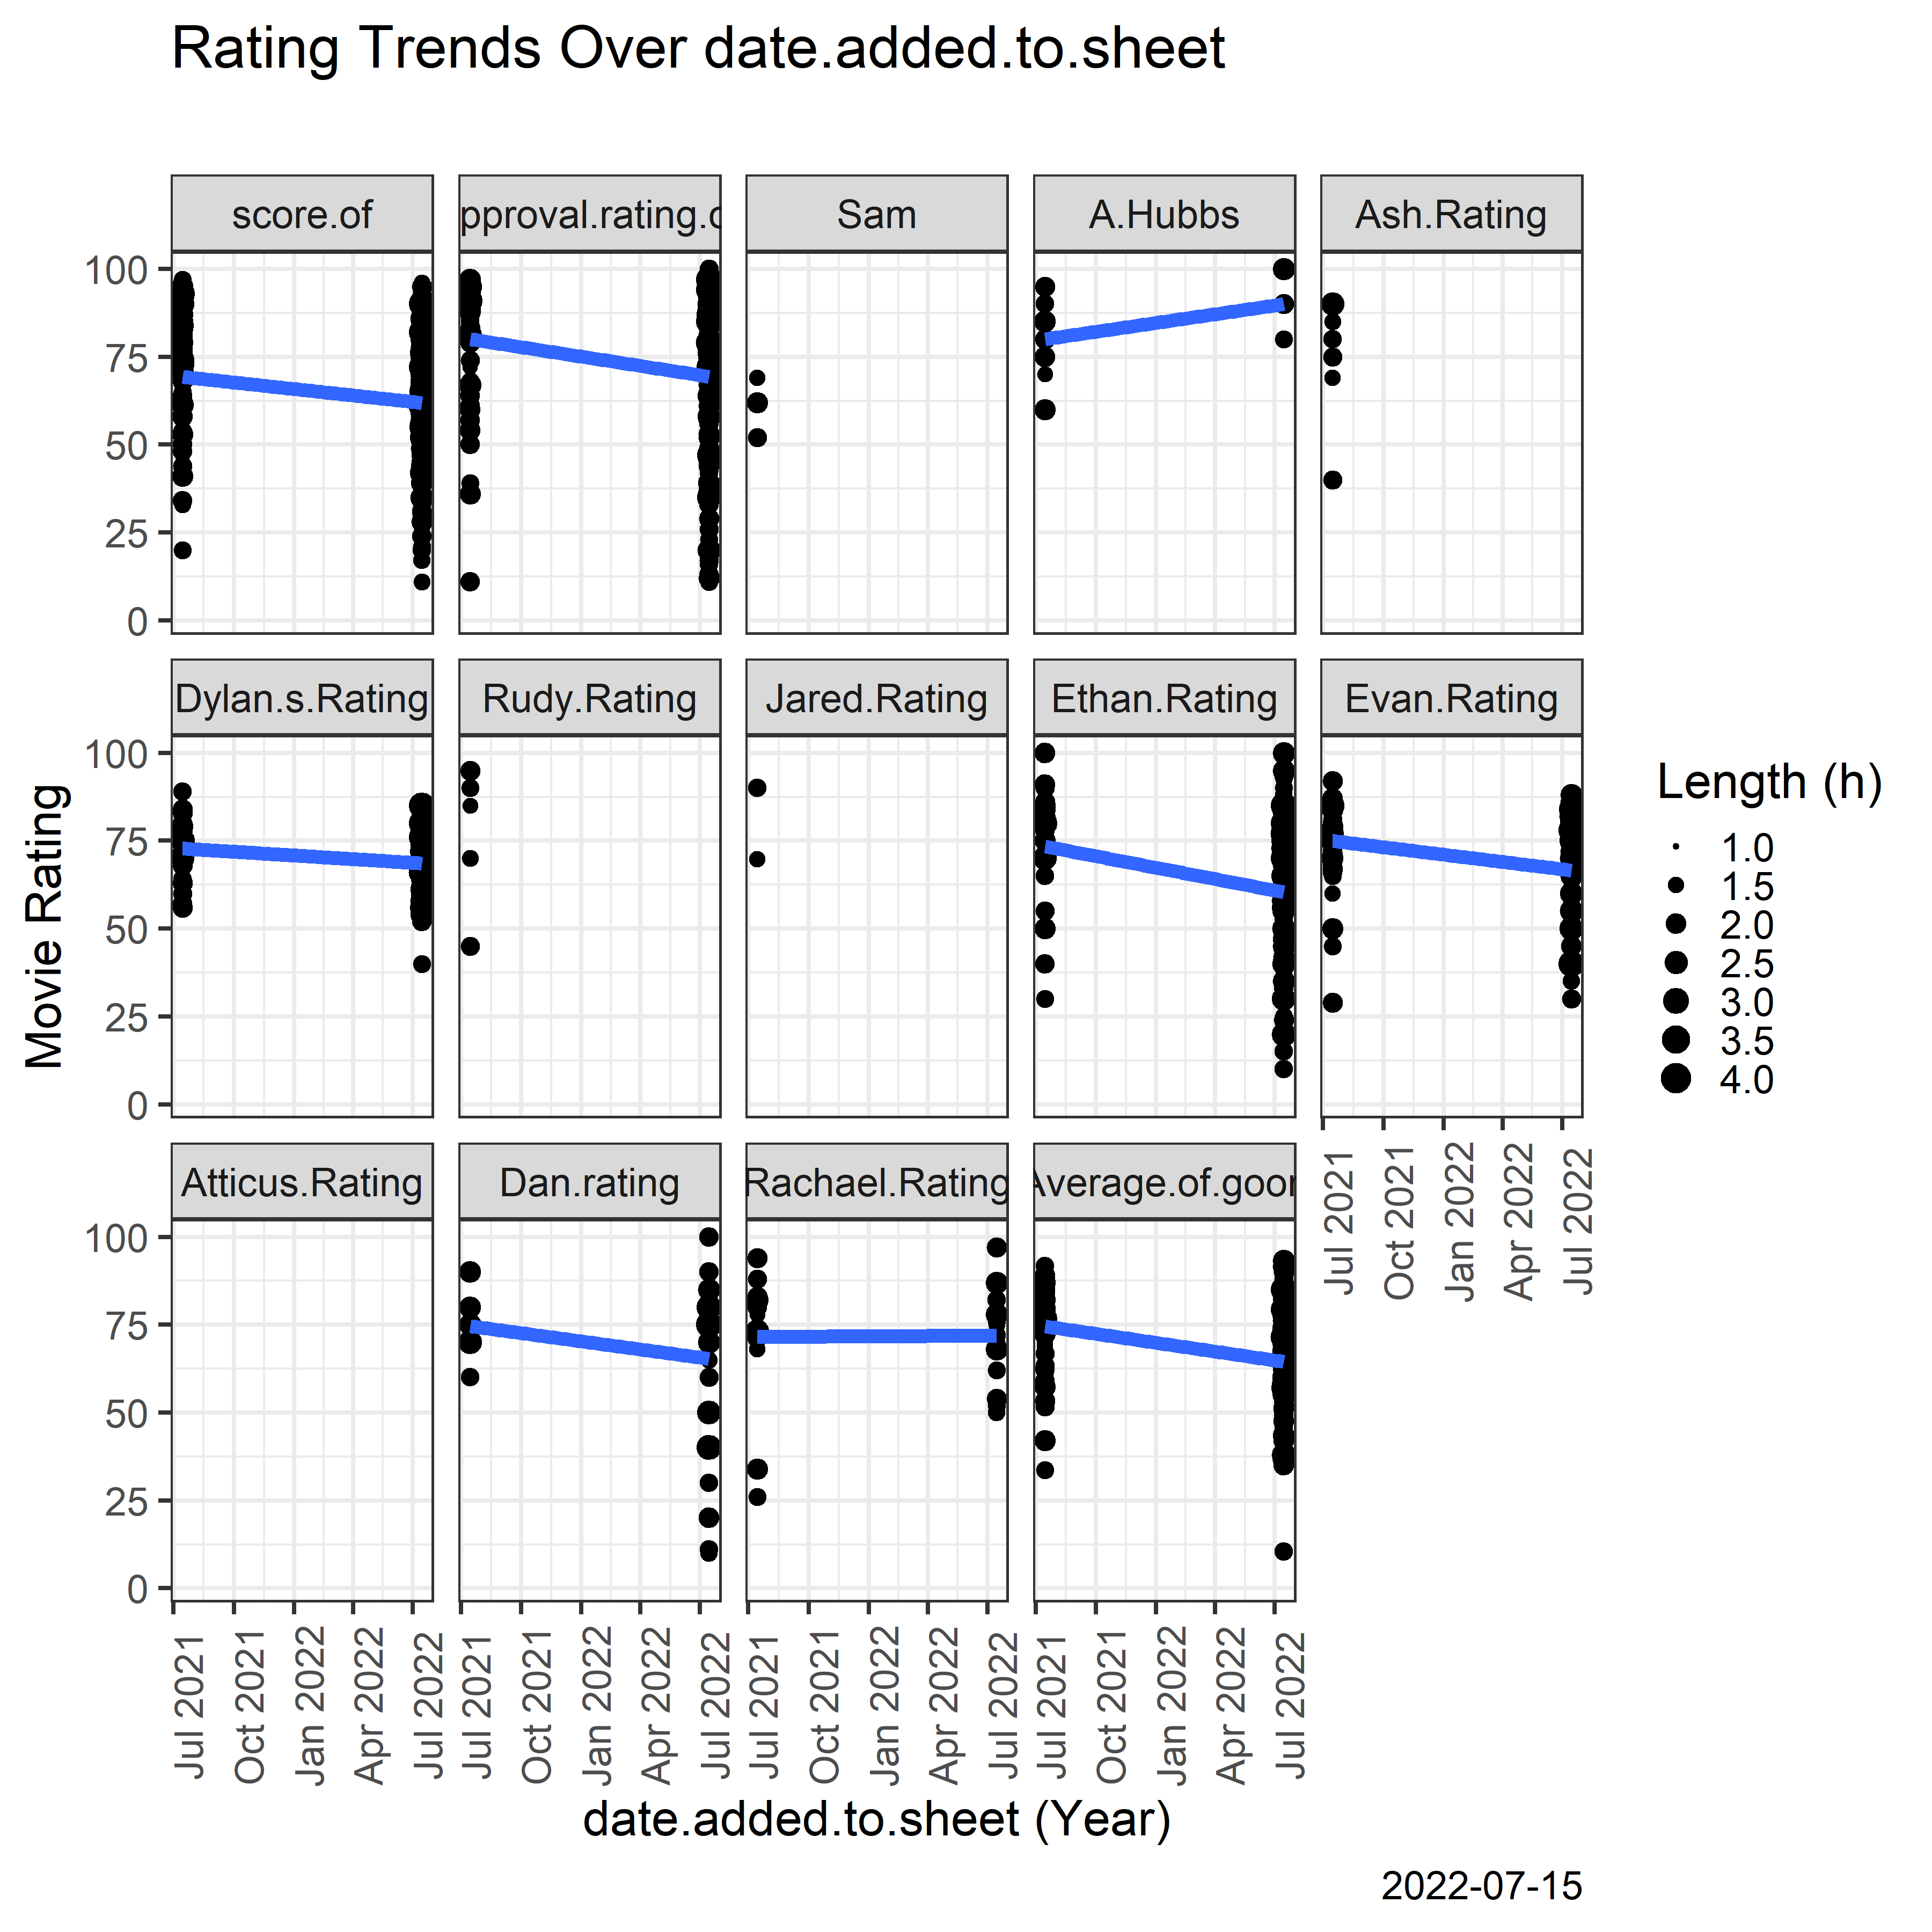 Rating Trends Over date.added.to.sheet
score.of
pproval.rating.c
Sam
A.Hubbs
Ash.Rating
100
75
50
25
0
Dylan.s.Rating
Rudy.Rating
Jared.Rating
Ethan.Rating
Evan.Rating
100
75
50
25
0
Movie Rating
Length (h)
1.0
1.5
2.0
2.5
3.0
3.5
4.0
Jul 2021
Oct 2021
Jan 2022
Apr 2022
Jul 2022
Atticus.Rating
Dan.rating
Rachael.Rating
Average.of.goor
100
75
50
25
0
Jul 2021
Oct 2021
Jan 2022
Apr 2022
Jul 2022
Jul 2021
Oct 2021
Jan 2022
Apr 2022
Jul 2022
Jul 2021
Oct 2021
Jan 2022
Apr 2022
Jul 2022
Jul 2021
Oct 2021
Jan 2022
Apr 2022
Jul 2022
date.added.to.sheet (Year)
2022-07-15